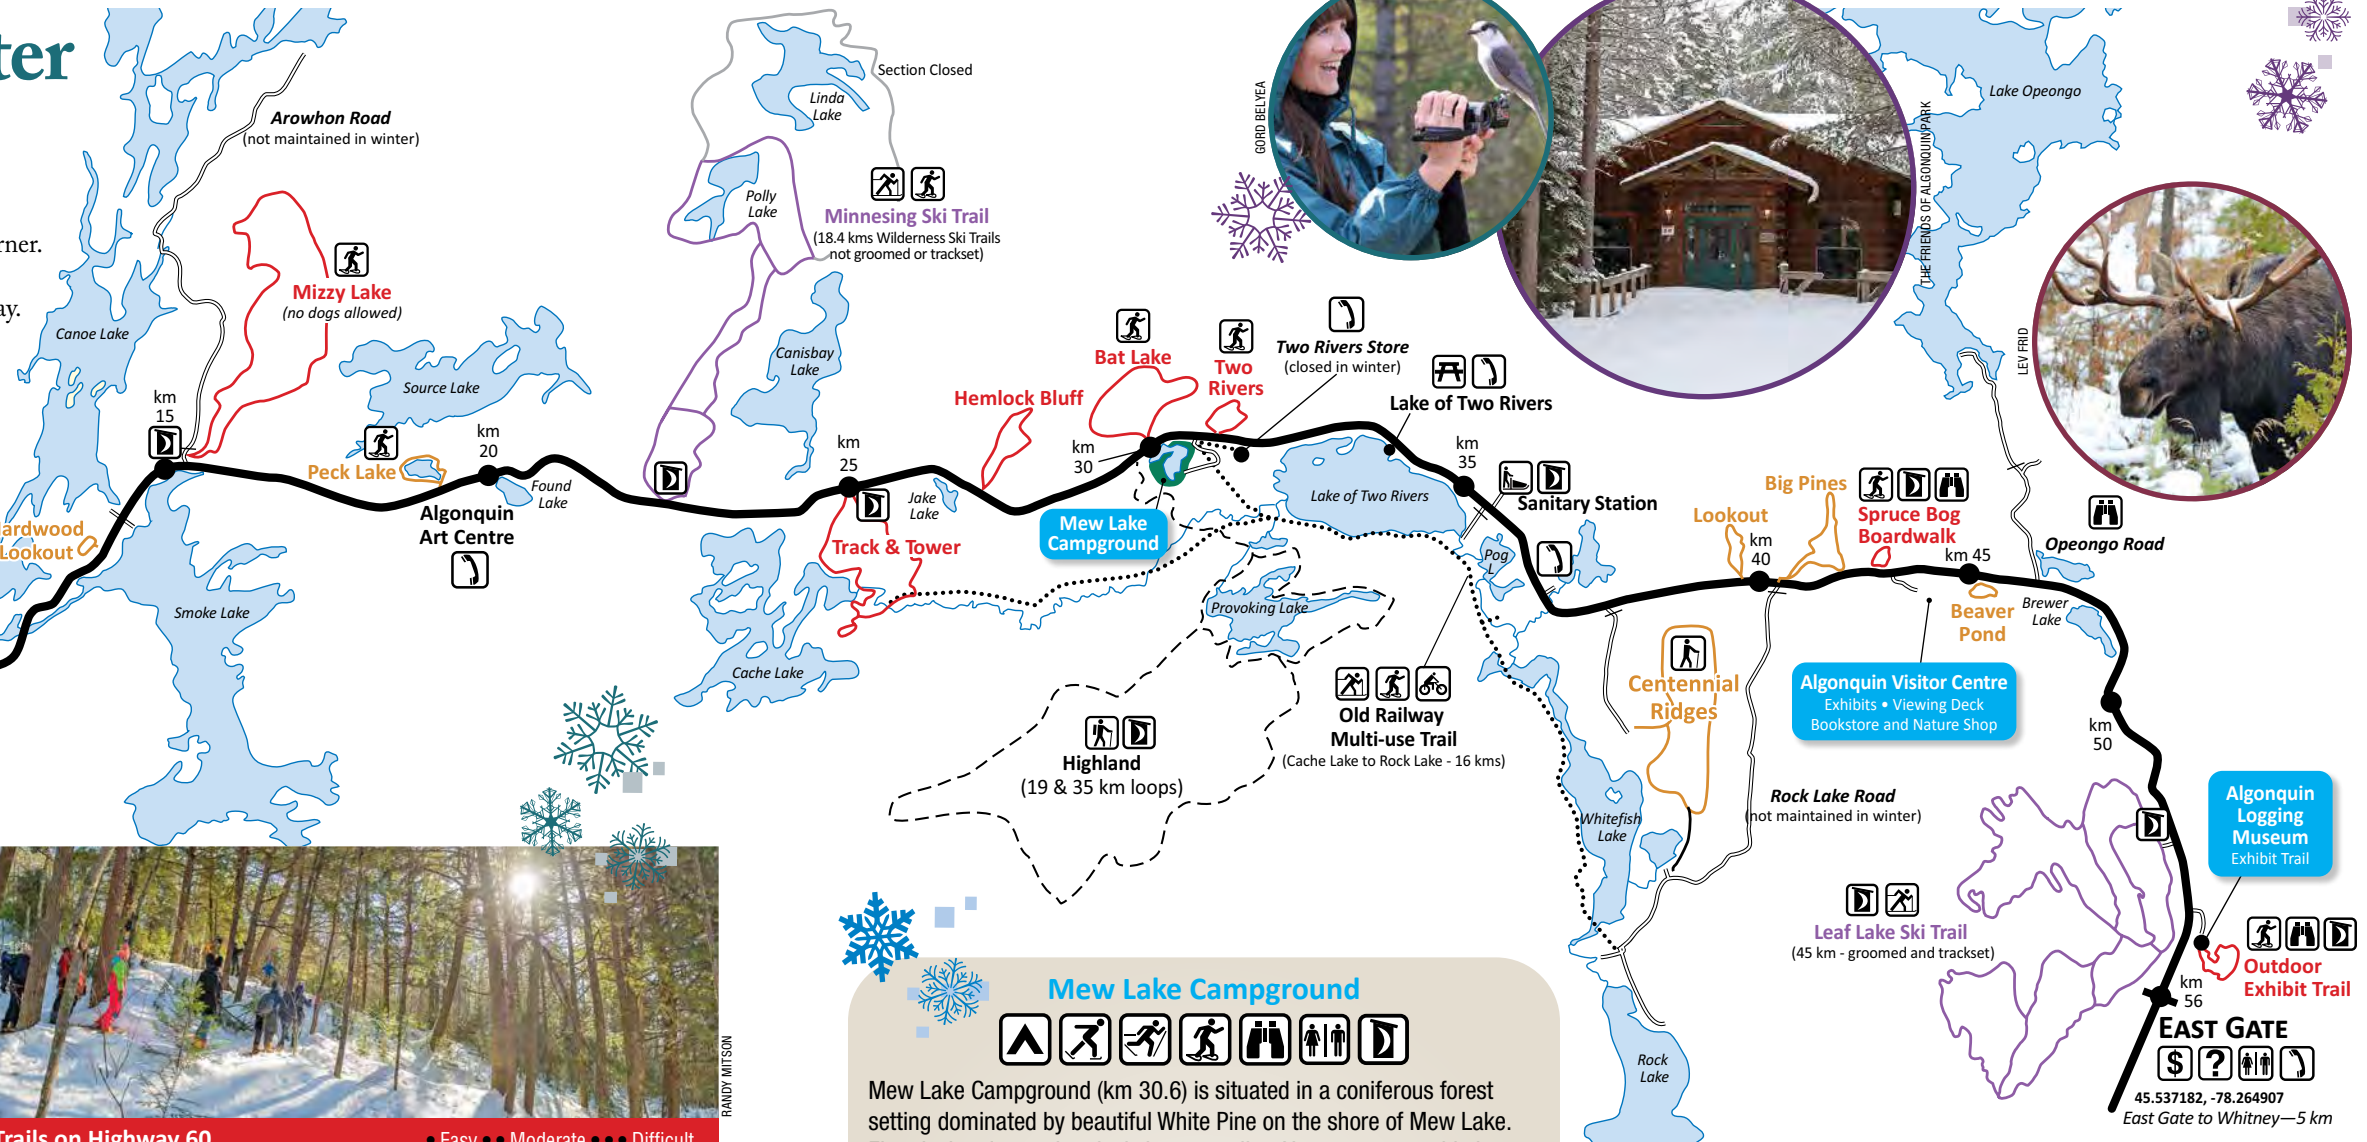 ter
rner.
ay.
Arowhon Road
(not maintained in winter)
Canoe Lake
km
15
Mizzy Lake
(no dogs allowed)
Source Lake
Peck Lake
km
20
Found
Lake
Algonquin
Art Centre
ardwood
Lookout
Smoke Lake
Section Closed
Linda
Lake
Polly
Lake
Minnesing Ski Trail
(18.4 kms Wilderness Ski Trails
not groomed or trackset)
Canisbay
Lake
km
25
Jake
Lake
Track & Tower
Cache Lake
Hemlock Bluff
Bat Lake
km
30
Two
Rivers
Two Rivers Store
(closed in winter)
Lake of Two Rivers
Lake of Two Rivers
Mew Lake
Campground
km
35
Sanitary Station
Pog
L
Provoking Lake
Highland
(19 & 35 km loops)
Old Railway
Multi-use Trail
(Cache Lake to Rock Lake - 16 kms)
GORD BELYEA
THE FRIENDS OF ALGONQUIN PARK
LEV FRID
Lake Opeongo
Lookout
km
40
Big Pines
Spruce Bog
Boardwalk
km 45
Opeongo Road
Beaver
Pond
Brewer
Lake
Centennial
Ridges
Algonquin Visitor Centre
Exhibits • Viewing Deck
Bookstore and Nature Shop
km
50
Rock Lake Road
(not maintained in winter)
Whitefish
Lake
Rock
Lake
Algonquin
Logging
Museum
Exhibit Trail
Leaf Lake Ski Trail
(45 km - groomed and trackset)
Outdoor
Exhibit Trail
km
56
EAST GATE
$ ?
45.537182, -78.264907
East Gate to Whitney—5 km
RANDY MITSON
Trails on Highway 60
• Easy •• Moderate ••• Difficult
Mew Lake Campground
Mew Lake Campground (km 30.6) is situated in a coniferous forest
setting dominated by beautiful White Pine on the shore of Mew Lake.